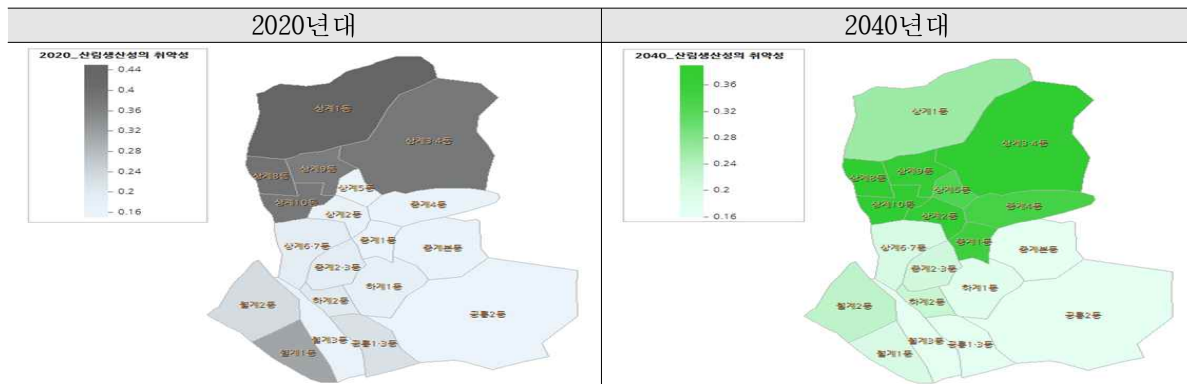 2020년대
2040년대
2020_산림생산성의 취약성
0.44
0.4
0.36
0.32
0.28
0.24
0.2
0.16
상계1동
상계3·4동
상계8동
상계9동
상계10동
상계5동
상계2동
중계4동
상계6·7동
중계1동
중계본동
중계2·3동
하계1동
월계2동
하계2동
공릉2동
월계3동
공릉1·3동
월계1동
2040_산림생산성의 취약성
0.36
0.32
0.28
0.24
0.2
0.16
상계1동
상계3·4동
상계8동
상계9동
상계5동
상계10동
상계2동
중계4동
상계6·7동
중계1동
중계본동
중계2·3동
하계1동
월계2동
하계2동
공릉2동
월계3동
공릉1·3동
월계1동